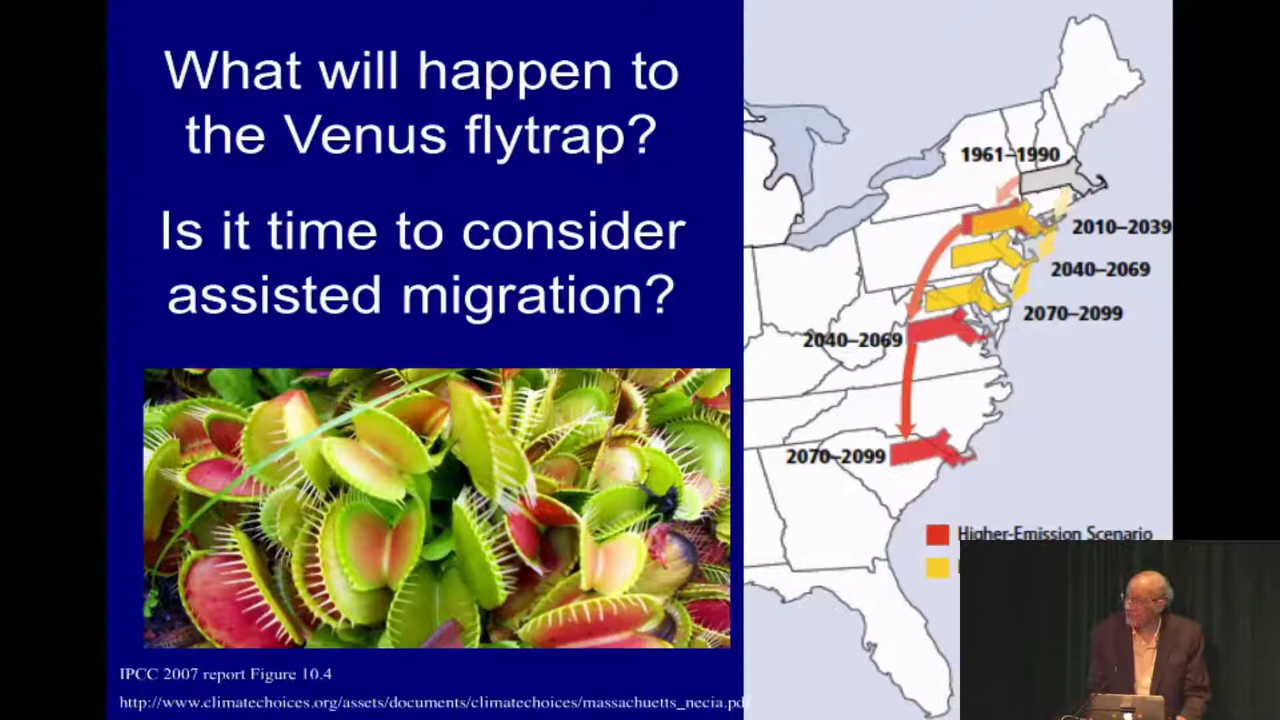 What will happen to
the Venus flytrap?
Is it time to consider
assisted migration?
1961–1990
2010–2039
2040–2069
2070–2099
2040–2069
2070–2099
Higher-Emission Scenario
IPCC 2007 report Figure 10.4
http://www.climatechoices.org/assets/documents/climatechoices/massachuetts_necia.pd